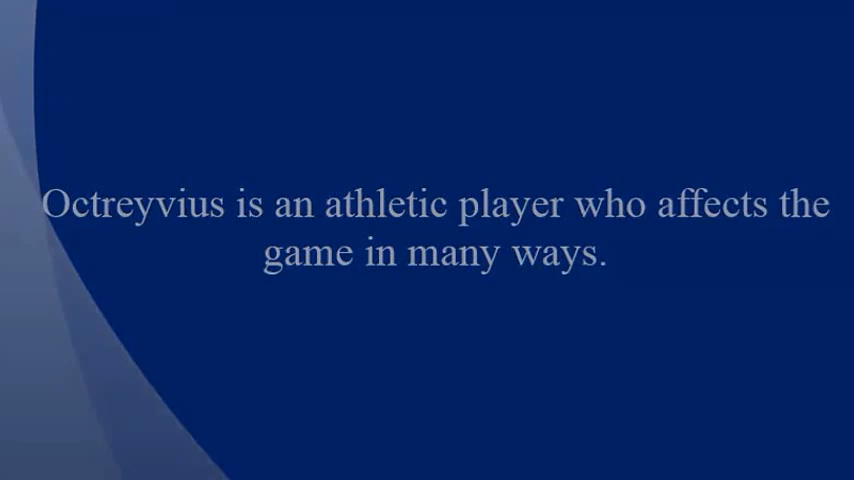 Octreyvius is an athletic player who affects the
game in many ways.